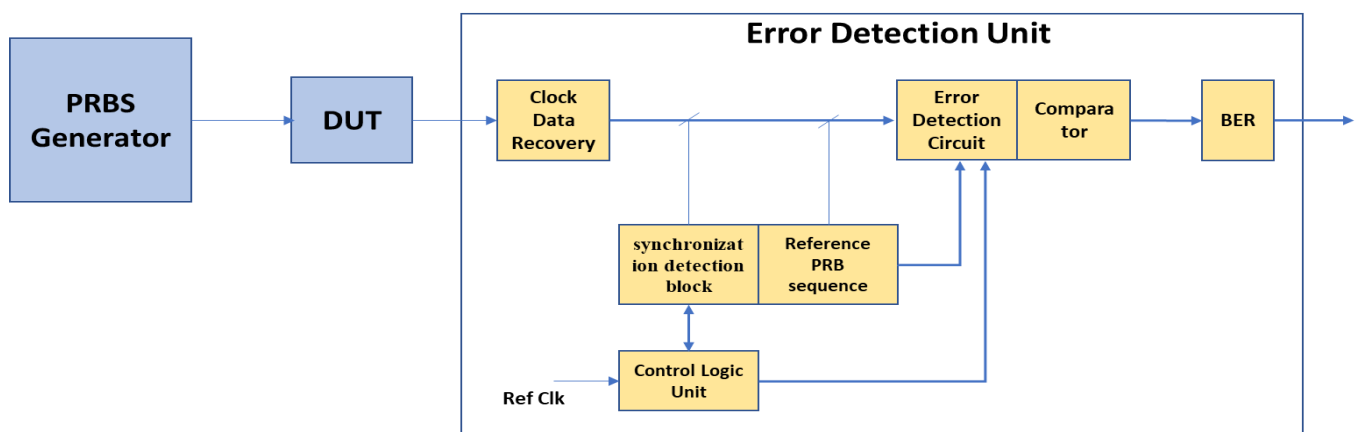 Error Detection Unit
PRBS
Generator
DUT
Clock
Data
Recovery
Error
Detection
Circuit
Compara
tor
BER
synchronizat
ion detection
block
Reference
PRB
sequence
Control Logic
Unit
Ref Clk